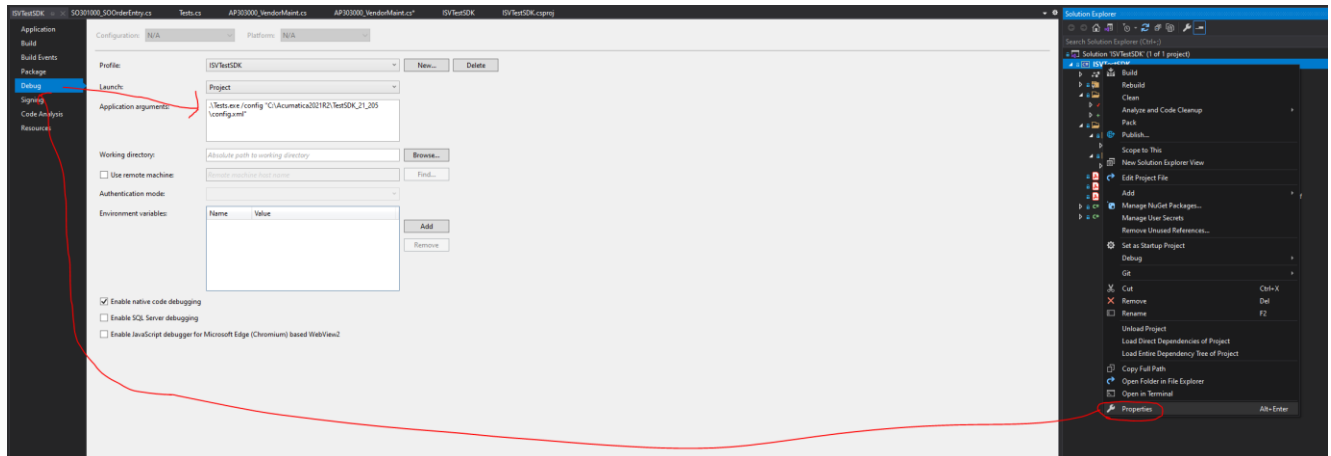 ISVTestSDK
SO301000_SOOrderEntry.cs
Tests.cs
AP303000_VendorMaint.cs
AP303000_VendorMaint.cs*
ISVTestSDK
ISVTestSDK.csproj
Application
Build
Build Events
Package
Debug
Signing
Code Analysis
Resources
Configuration: N/A
Platform: N/A
Profile: ISVTestSDK New... Delete
Launch: Project
Application arguments: .\Tests.exe /config "C:\Acumatica2021R2\TestSDK_21_205
\config.xml"
Working directory: Absolute path to working directory Browse...
Use remote machine: Remote machine host name Find...
Authentication mode:
Environment variables: Name Value
Add
Remove
Enable native code debugging
Enable SQL Server debugging
Enable JavaScript debugger for Microsoft Edge (Chromium) based WebView2
Solution Explorer
Search Solution Explorer (Ctrl+;)
Solution 'ISVTestSDK' (1 of 1 project)
ISVTestSDK
Build
Rebuild
Clean
Analyze and Code Cleanup
Pack
Publish...
Scope to This
New Solution Explorer View
Edit Project File
Add
Manage NuGet Packages...
Manage User Secrets
Remove Unused References...
Set as Startup Project
Debug
Git
Cut Ctrl+X
Remove Del
Rename F2
Unload Project
Load Direct Dependencies of Project
Load Entire Dependency Tree of Project
Copy Full Path
Open Folder in File Explorer
Open in Terminal
Properties Alt+Enter